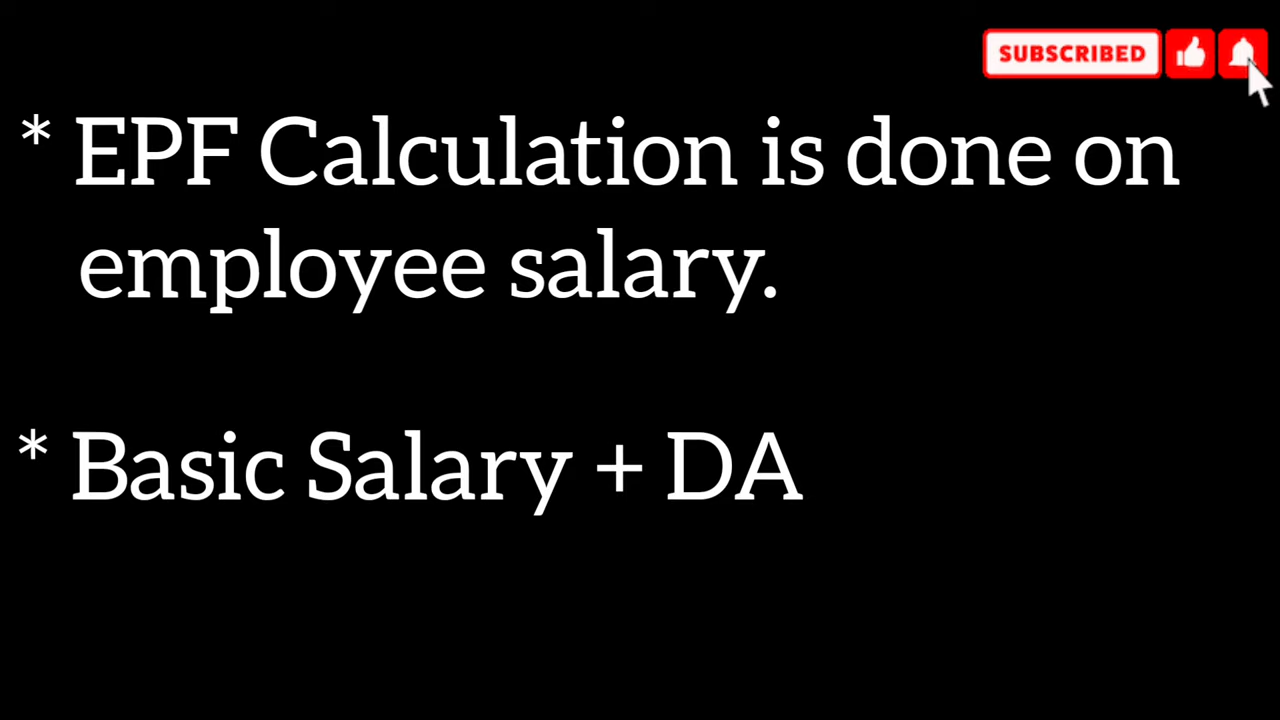 SUBSCRIBED
* EPF Calculation is done on
employee salary.
* Basic Salary + DA